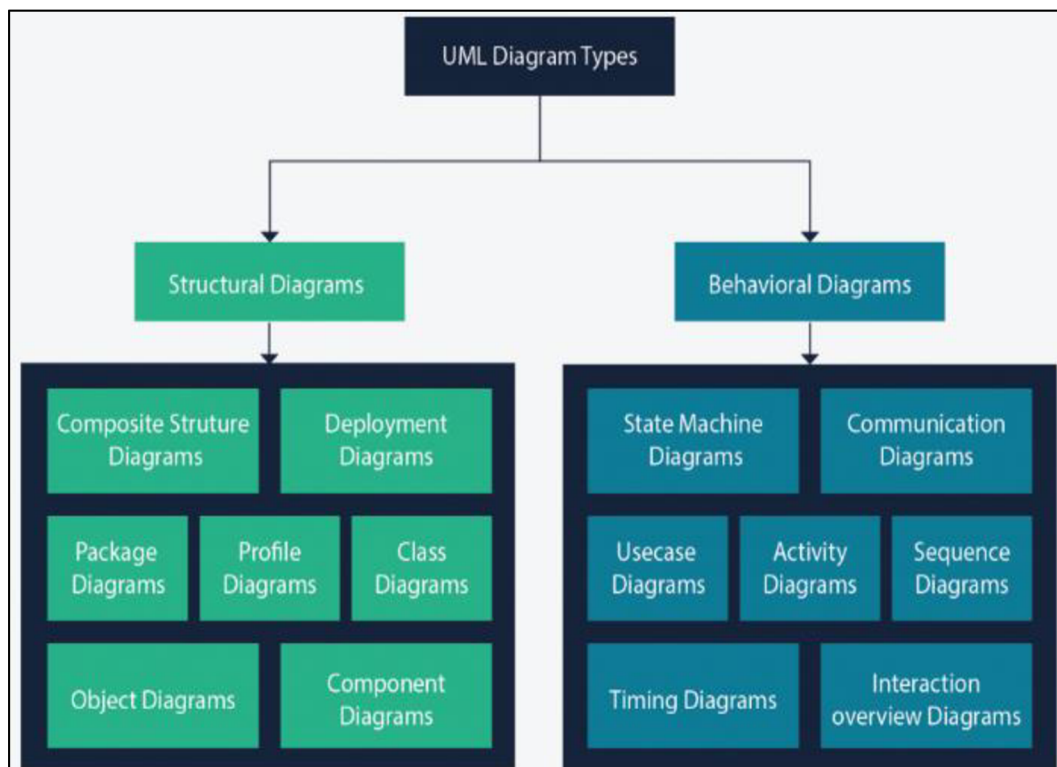 UML Diagram Types
Structural Diagrams
Behavioral Diagrams
Composite Struture
Diagrams
Deployment
Diagrams
Package
Diagrams
Profile
Diagrams
Class
Diagrams
Object Diagrams
Component
Diagrams
State Machine
Diagrams
Communication
Diagrams
Usecase
Diagrams
Activity
Diagrams
Sequence
Diagrams
Timing Diagrams
Interaction
overview Diagrams